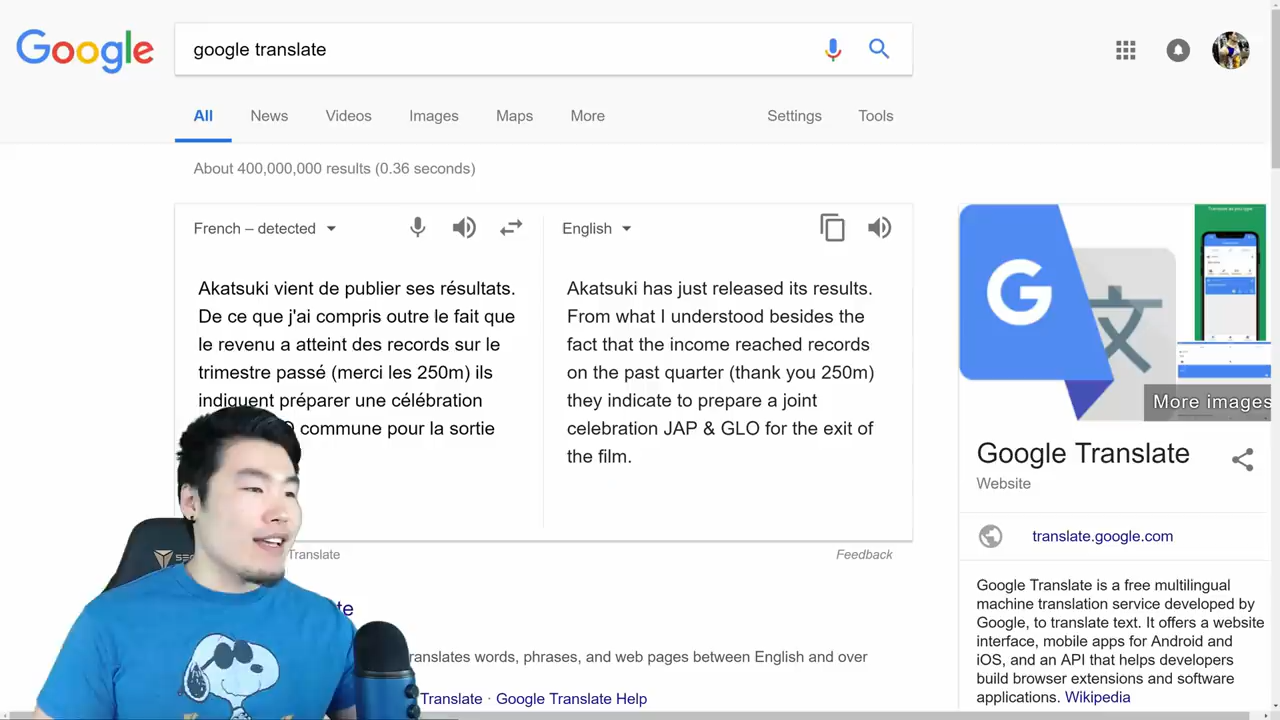 Google
google translate
All
News
Videos
Images
Maps
More
Settings
Tools
About 400,000,000 results (0.36 seconds)
French – detected
English
Akatsuki vient de publier ses résultats.
De ce que j'ai compris outre le fait que
le revenu a atteint des records sur le
trimestre passé (merci les 250m) ils
indiquent préparer une célébration
commune pour la sortie
Akatsuki has just released its results.
From what I understood besides the
fact that the income reached records
on the past quarter (thank you 250m)
they indicate to prepare a joint
celebration JAP & GLO for the exit of
the film.
Translate
Feedback
Translate · Google Translate Help
words, phrases, and web pages between English and over
G
文
Translate as you type
More images
Google Translate
Website
translate.google.com
Google Translate is a free multilingual
machine translation service developed by
Google, to translate text. It offers a website
interface, mobile apps for Android and
iOS, and an API that helps developers
build browser extensions and software
applications. Wikipedia